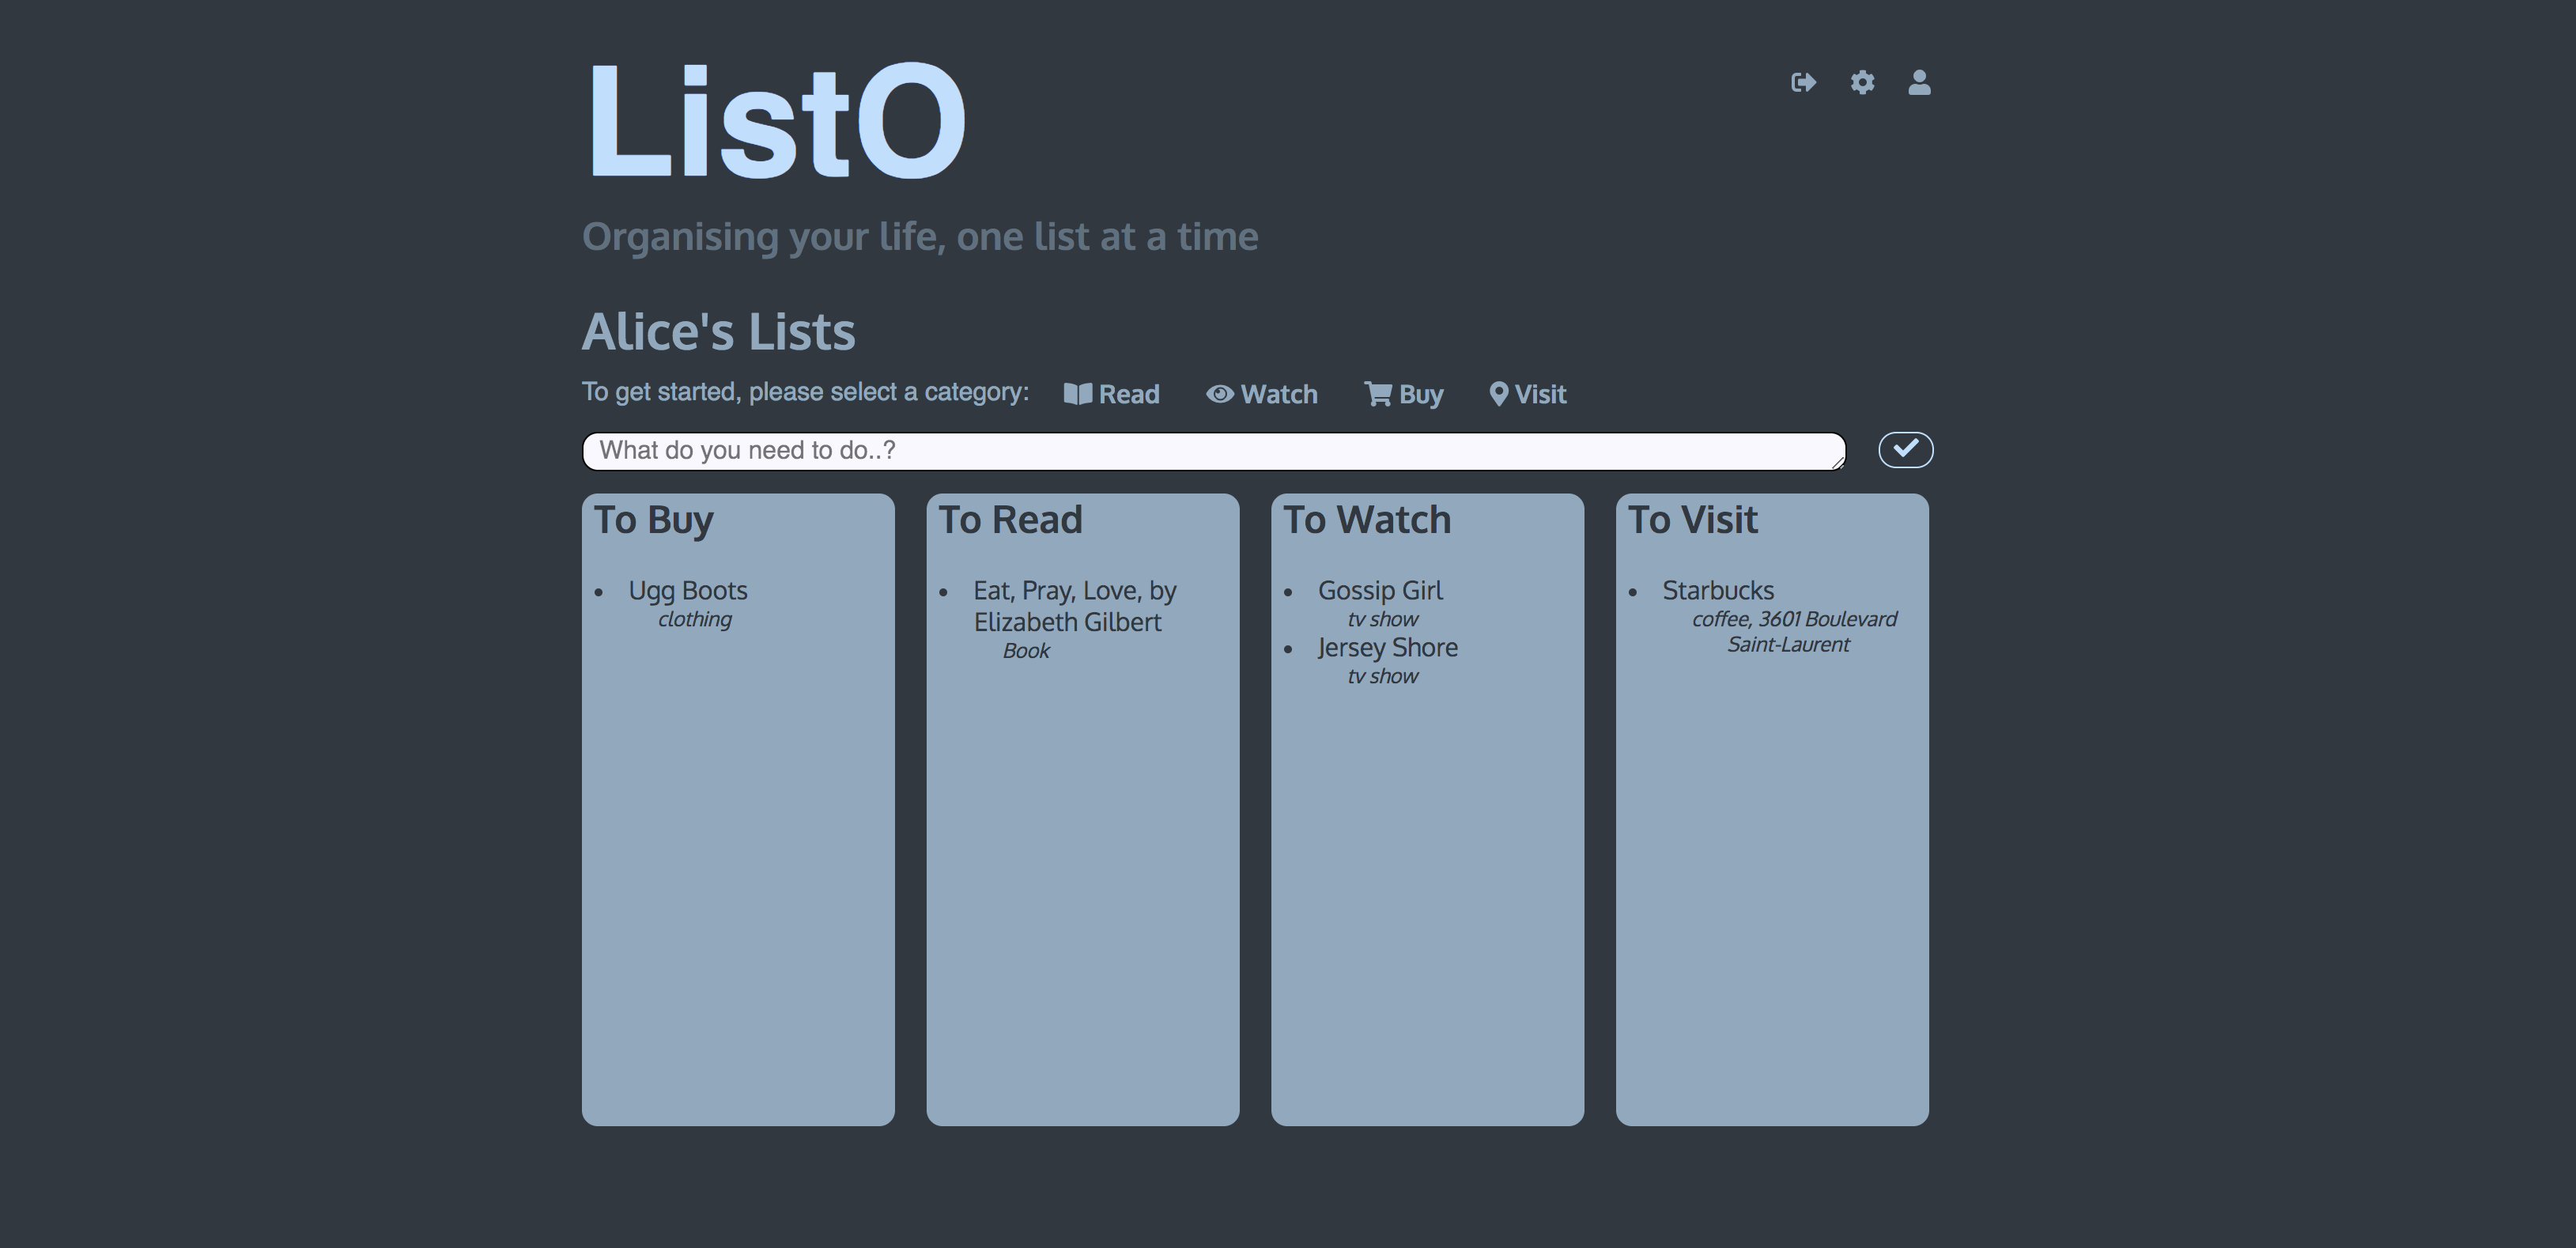 ListO
Organising your life, one list at a time
Alice's Lists
To get started, please select a category: Read Watch Buy Visit
What do you need to do..?
To Buy
Ugg Boots
clothing
To Read
Eat, Pray, Love, by
Elizabeth Gilbert
Book
To Watch
Gossip Girl
tv show
Jersey Shore
tv show
To Visit
Starbucks
coffee, 3601 Boulevard
Saint-Laurent